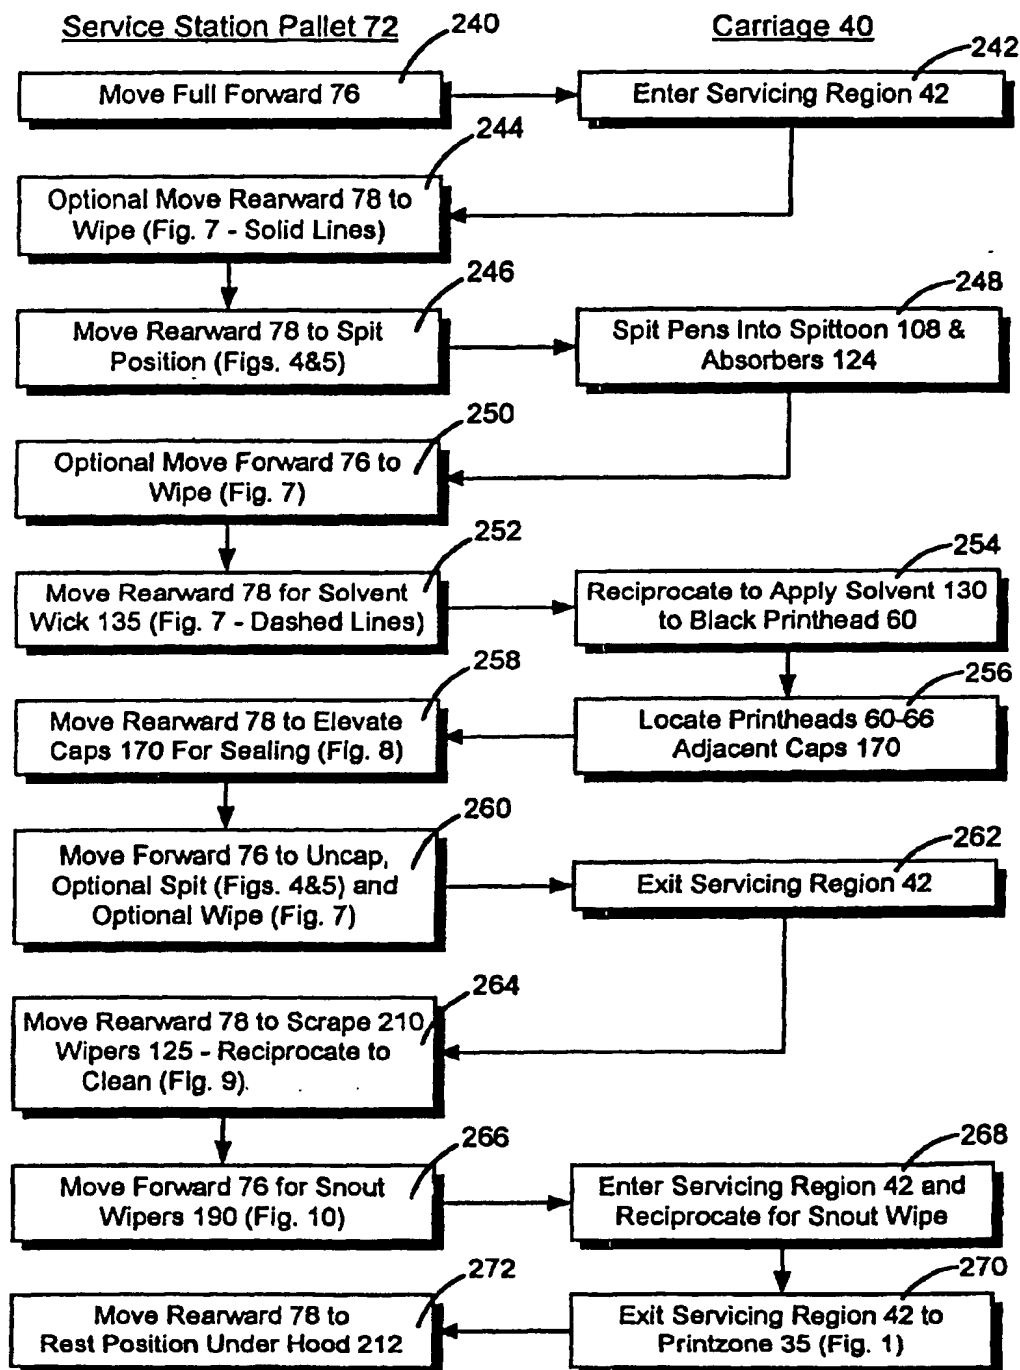 Service Station Pallet 72
240
Carriage 40
242
Move Full Forward 76
Enter Servicing Region 42
244
Optional Move Rearward 78 to
Wipe (Fig. 7 - Solid Lines)
246
248
Move Rearward 78 to Spit
Position (Figs. 4&5)
Spit Pens Into Spittoon 108 &
Absorbers 124
250
Optional Move Forward 76 to
Wipe (Fig. 7)
252
254
Move Rearward 78 for Solvent
Wick 135 (Fig. 7 - Dashed Lines)
Reciprocate to Apply Solvent 130
to Black Printhead 60
258
256
Move Rearward 78 to Elevate
Caps 170 For Sealing (Fig. 8)
Locate Printheads 60-66
Adjacent Caps 170
260
262
Move Forward 76 to Uncap,
Optional Spit (Figs. 4&5) and
Optional Wipe (Fig. 7)
Exit Servicing Region 42
264
Move Rearward 78 to Scrape 210
Wipers 125 - Reciprocate to
Clean (Fig. 9)
266
268
Move Forward 76 for Snout
Wipers 190 (Fig. 10)
Enter Servicing Region 42 and
Reciprocate for Snout Wipe
272
270
Move Rearward 78 to
Rest Position Under Hood 212
Exit Servicing Region 42 to
Printzone 35 (Fig. 1)